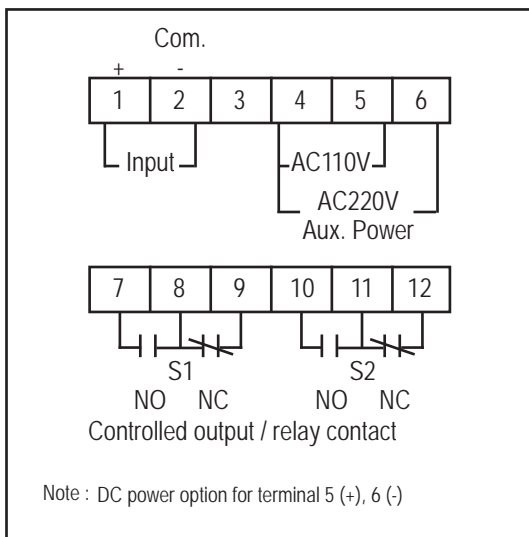 Com.
+ -
1 2 3 4 5 6
Input AC110V
AC220V
Aux. Power
7 8 9 10 11 12
S1 S2
NO NC NO NC
Controlled output / relay contact
Note : DC power option for terminal 5 (+), 6 (-)